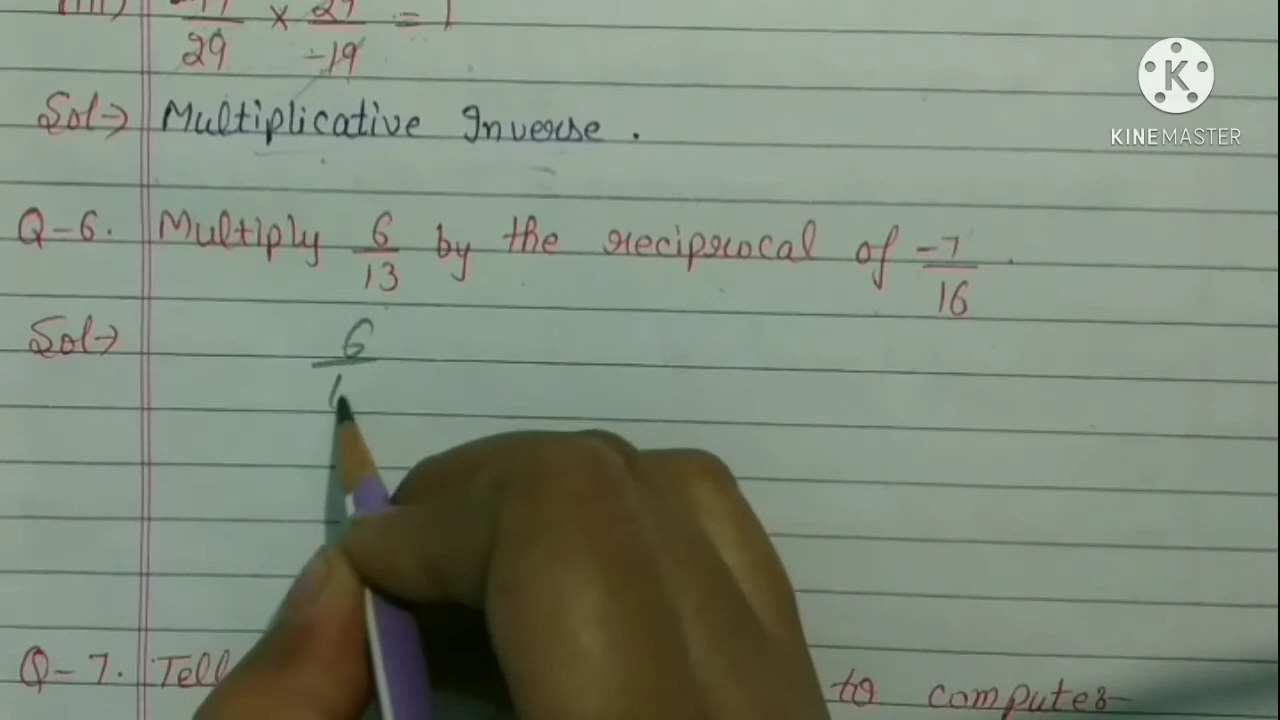 29 -19 = 1
Sol→ Multiplicative Inverse.
Q-6. Multiply 6/13 by the reciprocal of -7/16.
Sol→ 6
Q-7. Tell to compute
K
KINEMASTER